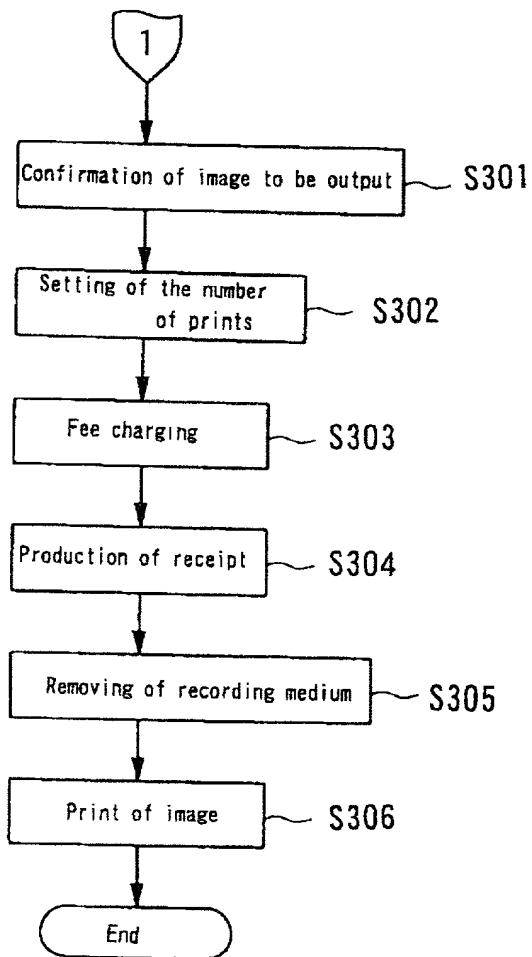 1
Confirmation of image to be output
S301
Setting of the number
of prints
S302
Fee charging
S303
Production of receipt
S304
Removing of recording medium
S305
Print of image
S306
End